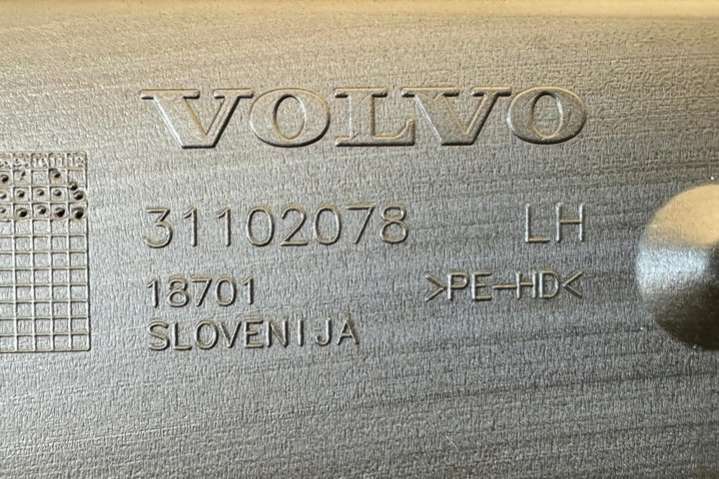 VOLVO
31102078 LH
18701 >PE-HD<
SLOVENIJA